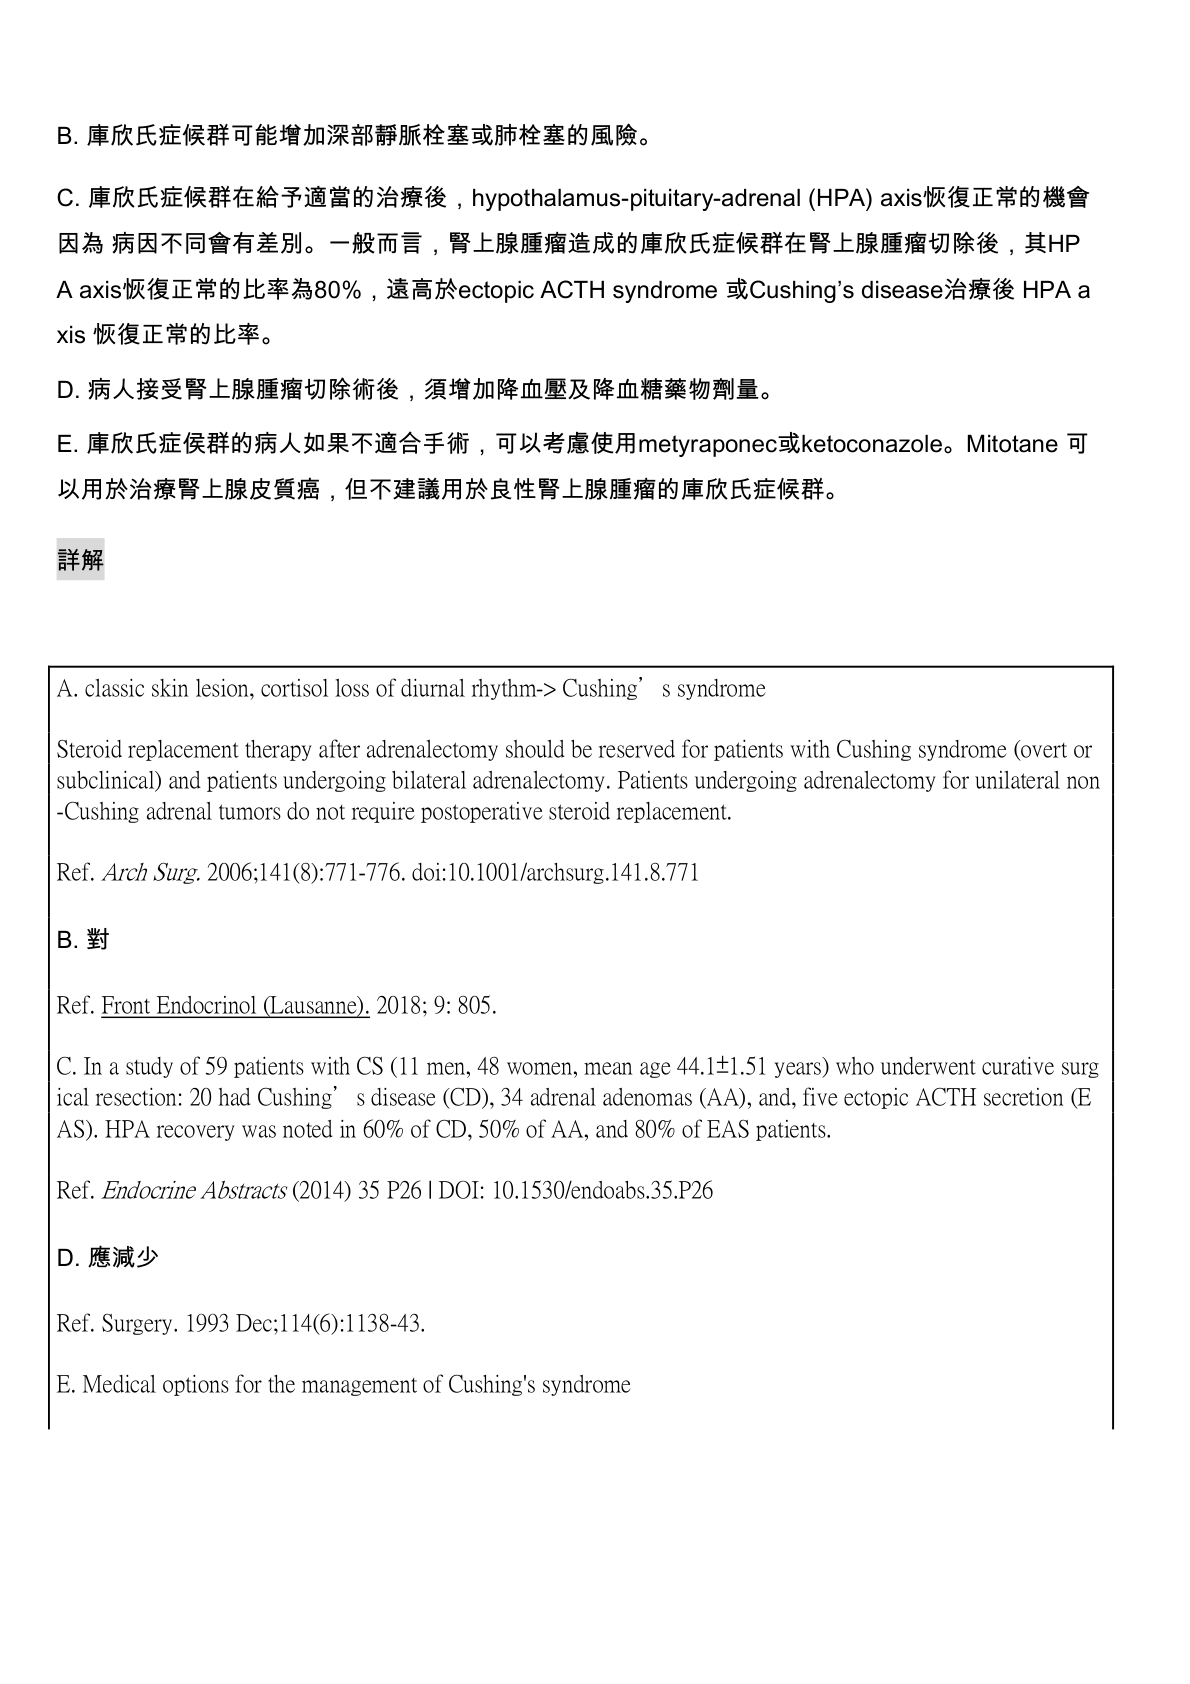 B. 庫欣氏症候群可能增加深部靜脈栓塞或肺栓塞的風險。
C. 庫欣氏症候群在給予適當的治療後，hypothalamus-pituitary-adrenal (HPA) axis恢復正常的機會
因為 病因不同會有差別。一般而言，腎上腺腫瘤造成的庫欣氏症候群在腎上腺腫瘤切除後，其HP
A axis恢復正常的比率為80%，遠高於ectopic ACTH syndrome 或Cushing’s disease治療後 HPA a
xis 恢復正常的比率。
D. 病人接受腎上腺腫瘤切除術後，須增加降血壓及降血糖藥物劑量。
E. 庫欣氏症侯群的病人如果不適合手術，可以考慮使用metyraponec或ketoconazole。Mitotane 可
以用於治療腎上腺皮質癌，但不建議用於良性腎上腺腫瘤的庫欣氏症候群。
詳解
A. classic skin lesion, cortisol loss of diurnal rhythm-> Cushing’s syndrome
Steroid replacement therapy after adrenalectomy should be reserved for patients with Cushing syndrome (overt or
subclinical) and patients undergoing bilateral adrenalectomy. Patients undergoing adrenalectomy for unilateral non
-Cushing adrenal tumors do not require postoperative steroid replacement.
Ref. Arch Surg. 2006;141(8):771-776. doi:10.1001/archsurg.141.8.771
B. 對
Ref. Front Endocrinol (Lausanne). 2018; 9: 805.
C. In a study of 59 patients with CS (11 men, 48 women, mean age 44.1±1.51 years) who underwent curative surg
ical resection: 20 had Cushing’s disease (CD), 34 adrenal adenomas (AA), and, five ectopic ACTH secretion (E
AS). HPA recovery was noted in 60% of CD, 50% of AA, and 80% of EAS patients.
Ref. Endocrine Abstracts (2014) 35 P26 | DOI: 10.1530/endoabs.35.P26
D. 應減少
Ref. Surgery. 1993 Dec;114(6):1138-43.
E. Medical options for the management of Cushing's syndrome